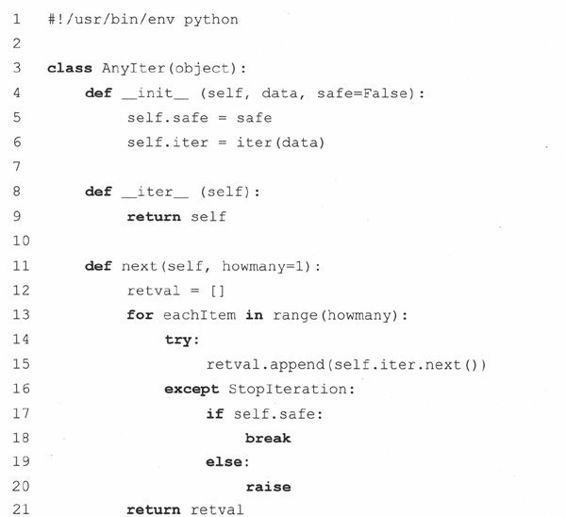 1 #!/usr/bin/env python
2
3 class AnyIter(object):
4     def __init__ (self, data, safe=False):
5         self.safe = safe
6         self.iter = iter(data)
7
8     def __iter__ (self):
9         return self
10
11     def next(self, howmany=1):
12         retval = []
13         for eachItem in range(howmany):
14             try:
15                 retval.append(self.iter.next())
16             except StopIteration:
17                 if self.safe:
18                     break
19                 else:
20                     raise
21         return retval